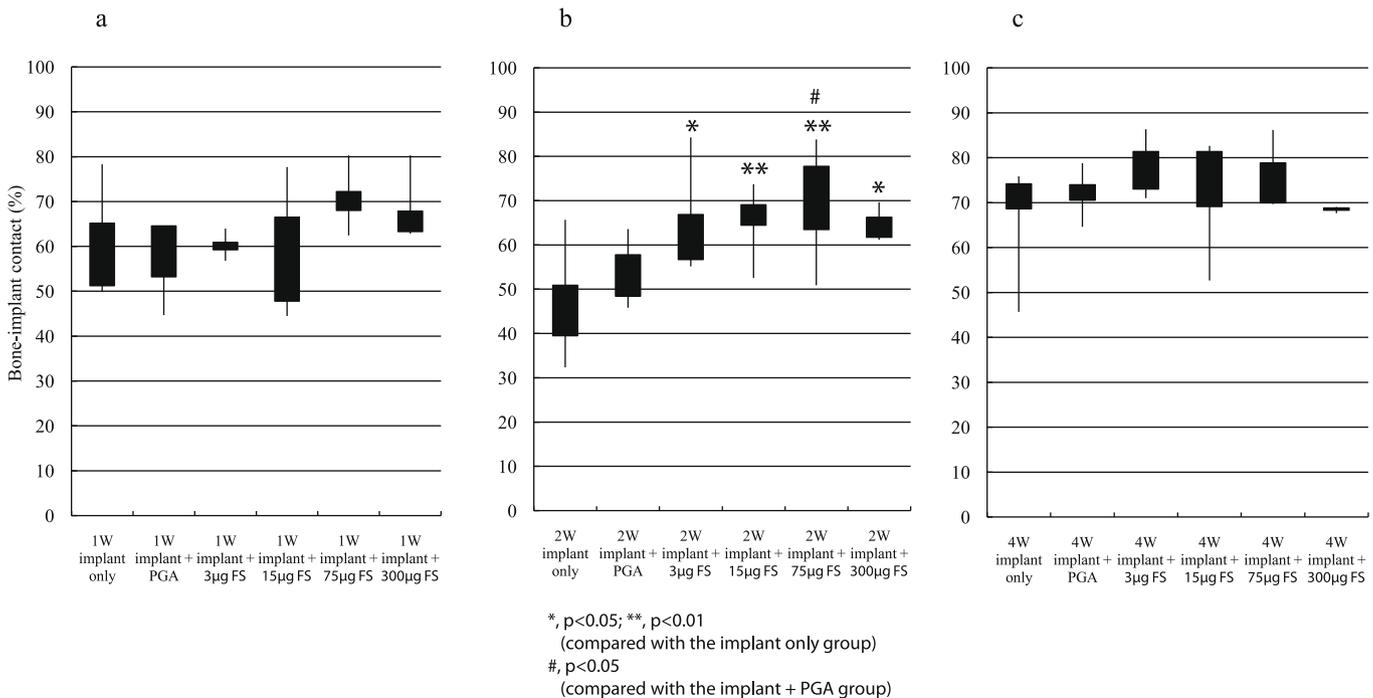 a
b
c
Bone-implant contact (%)
100
90
80
70
60
50
40
30
20
10
0
1W
implant
only
1W
implant +
PGA
1W
implant +
3µg FS
1W
implant +
15µg FS
1W
implant +
75µg FS
1W
implant +
300µg FS
100
90
80
70
60
50
40
30
20
10
0
*
**
#
**
*
2W
implant
only
2W
implant +
PGA
2W
implant +
3µg FS
2W
implant +
15µg FS
2W
implant +
75µg FS
2W
implant +
300µg FS
*, p<0.05; **, p<0.01
(compared with the implant only group)
#, p<0.05
(compared with the implant + PGA group)
100
90
80
70
60
50
40
30
20
10
0
4W
implant
only
4W
implant +
PGA
4W
implant +
3µg FS
4W
implant +
15µg FS
4W
implant +
75µg FS
4W
implant +
300µg FS